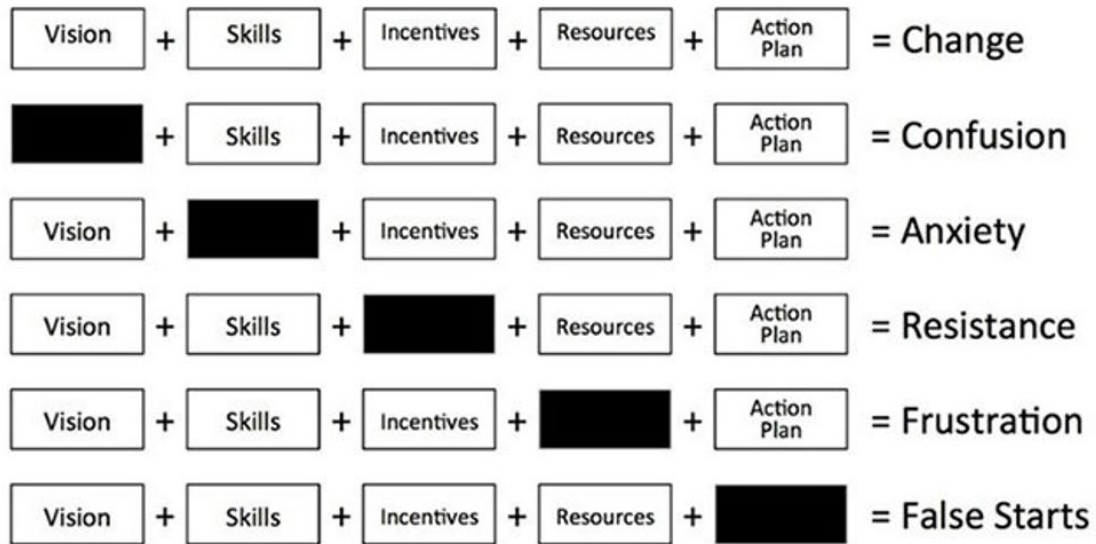 Vision + Skills + Incentives + Resources + Action Plan = Change
+ Skills + Incentives + Resources + Action Plan = Confusion
Vision + + Incentives + Resources + Action Plan = Anxiety
Vision + Skills + + Resources + Action Plan = Resistance
Vision + Skills + Incentives + + Action Plan = Frustration
Vision + Skills + Incentives + Resources + = False Starts